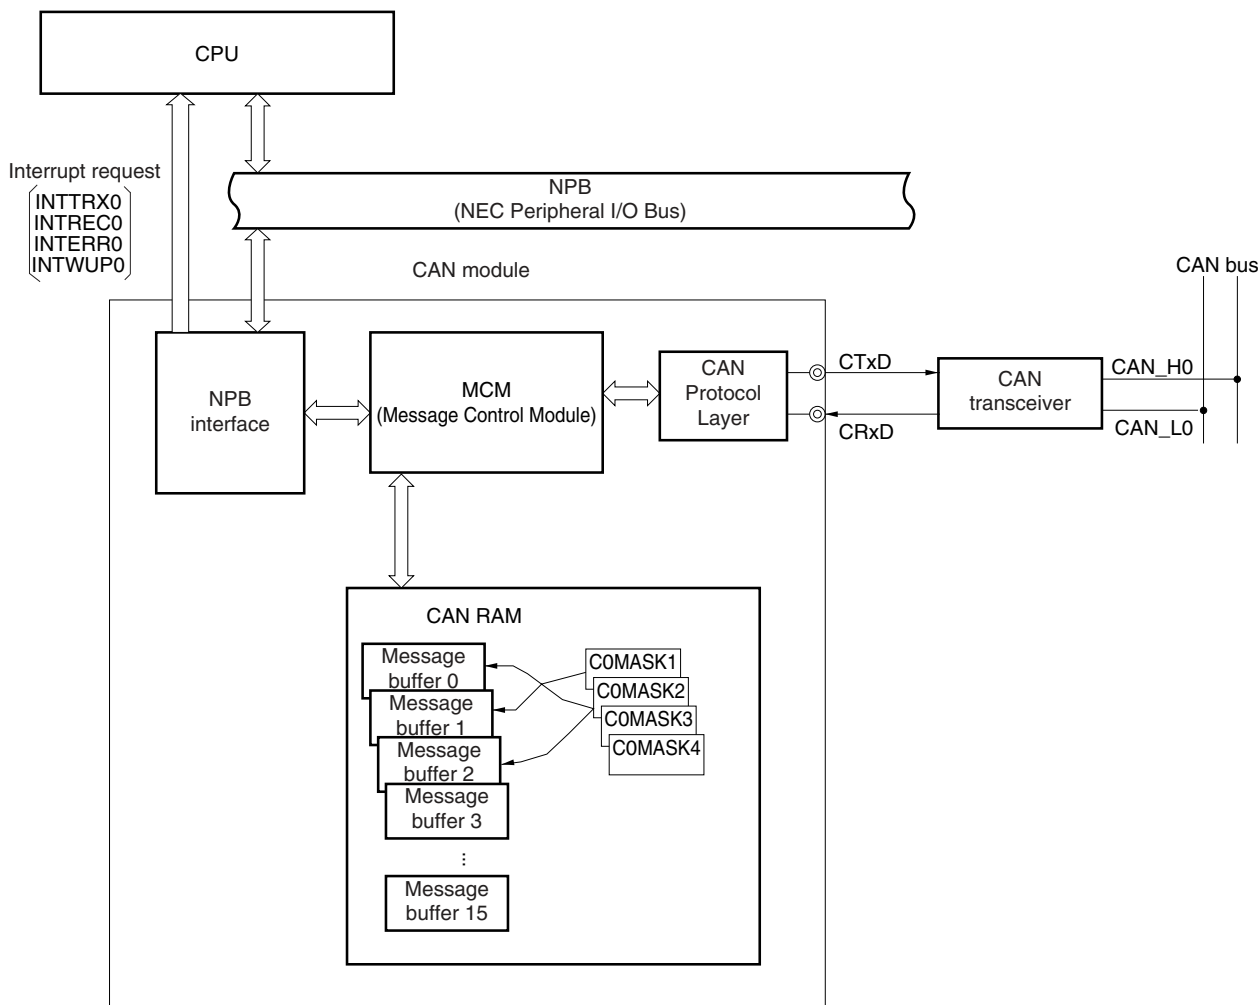 CPU
Interrupt request
INTTRX0
INTREC0
INTERR0
INTWUP0
NPB
(NEC Peripheral I/O Bus)
CAN module
CAN bus
NPB
interface
MCM
(Message Control Module)
CAN
Protocol
Layer
CTxD
CRxD
CAN
transceiver
CAN_H0
CAN_L0
CAN RAM
Message
buffer 0
Message
buffer 1
Message
buffer 2
Message
buffer 3
...
Message
buffer 15
C0MASK1
C0MASK2
C0MASK3
C0MASK4